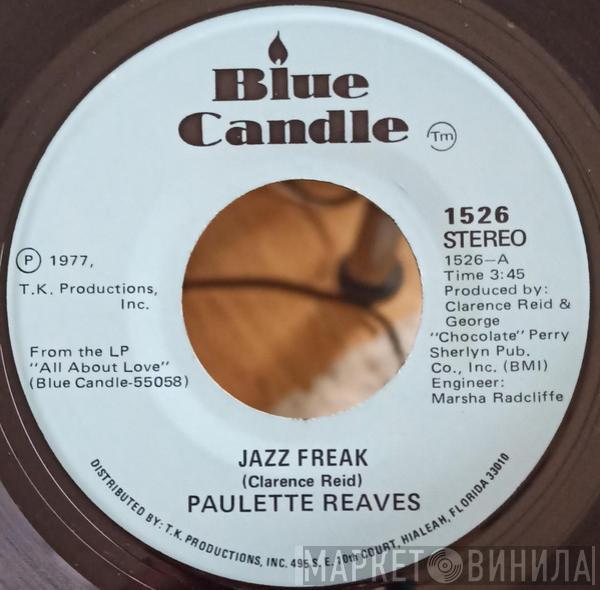 Blue
Candle
Tm
1526
STEREO
1526–A
Time 3:45
Produced by:
Clarence Reid &
George
"Chocolate" Perry
Sherlyn Pub.
Co., Inc. (BMI)
Engineer:
Marsha Radcliffe
P 1977,
T.K. Productions,
Inc.
From the LP
"All About Love"
(Blue Candle-55058)
JAZZ FREAK
(Clarence Reid)
PAULETTE REAVES
DISTRIBUTED BY: T.K. PRODUCTIONS, INC. 495 S.E. 10th COURT, HIALEAH, FLORIDA 33010
МАРКЕТ ВИНИЛА